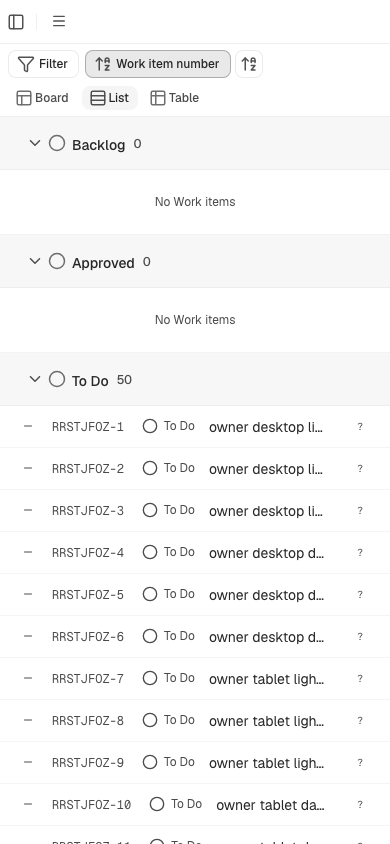 Filter Work item number
Board List Table
Backlog 0
No Work items
Approved 0
No Work items
To Do 50
RRSTJFOZ-1 To Do owner desktop li... ?
RRSTJFOZ-2 To Do owner desktop li... ?
RRSTJFOZ-3 To Do owner desktop li... ?
RRSTJFOZ-4 To Do owner desktop d... ?
RRSTJFOZ-5 To Do owner desktop d... ?
RRSTJFOZ-6 To Do owner desktop d... ?
RRSTJFOZ-7 To Do owner tablet ligh... ?
RRSTJFOZ-8 To Do owner tablet ligh... ?
RRSTJFOZ-9 To Do owner tablet ligh... ?
RRSTJFOZ-10 To Do owner tablet da... ?